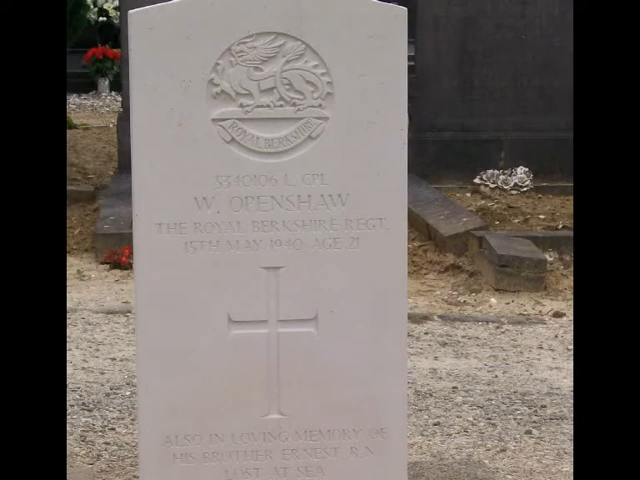 ROYAL BERKSHIRE
5340106 L. CPL.
W. OPENSHAW
THE ROYAL BERKSHIRE REGT.
15TH MAY 1940 AGE 21
ALSO IN LOVING MEMORY OF
HIS BROTHER ERNEST R.N.
LOST AT SEA